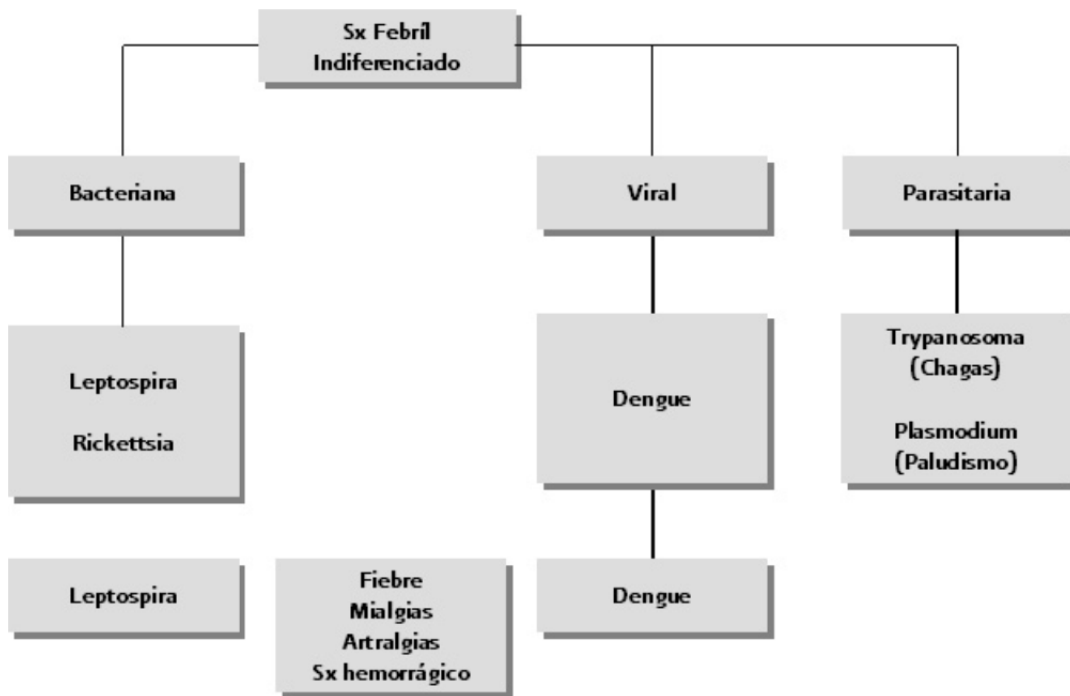 Sx Febríl
Indiferenciado
Bacteriana
Viral
Parasitaria
Leptospira
Rickettsia
Dengue
Trypanosoma
(Chagas)
Plasmodium
(Paludismo)
Leptospira
Fiebre
Mialgias
Artralgias
Sx hemorrágico
Dengue